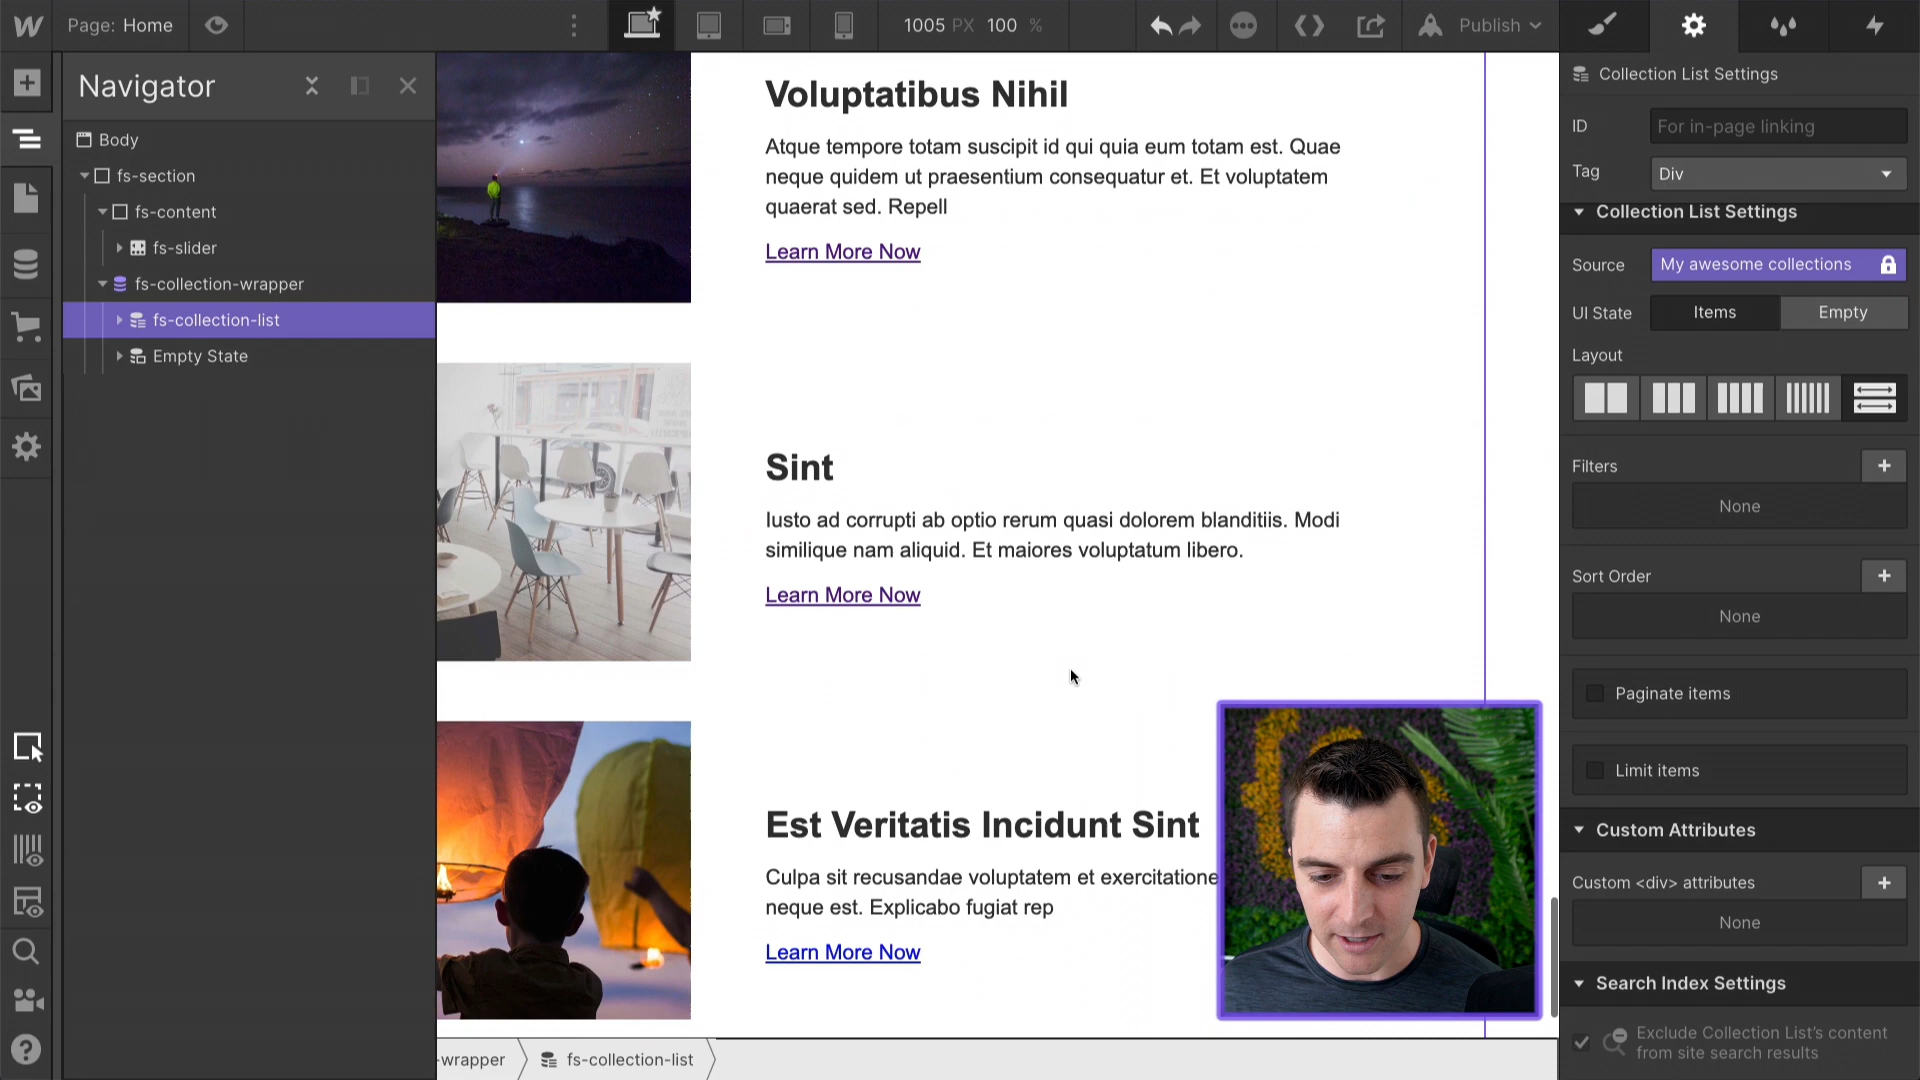 Page: Home
1005 PX 100 %
Publish
Navigator
Body
fs-section
fs-content
fs-slider
fs-collection-wrapper
fs-collection-list
Empty State
Voluptatibus Nihil
Atque tempore totam suscipit id qui quia eum totam est. Quae
neque quidem ut praesentium consequatur et. Et voluptatem
quaerat sed. Repell
Learn More Now
Sint
Iusto ad corrupti ab optio rerum quasi dolorem blanditiis. Modi
similique nam aliquid. Et maiores voluptatum libero.
Learn More Now
Est Veritatis Incidunt Sint
Culpa sit recusandae voluptatem et exercitatione
neque est. Explicabo fugiat rep
Learn More Now
-wrapper
fs-collection-list
Collection List Settings
ID
For in-page linking
Tag
Div
Collection List Settings
Source
My awesome collections
UI State
Items
Empty
Layout
Filters
None
Sort Order
None
Paginate items
Limit items
Custom Attributes
Custom <div> attributes
None
Search Index Settings
Exclude Collection List's content
from site search results